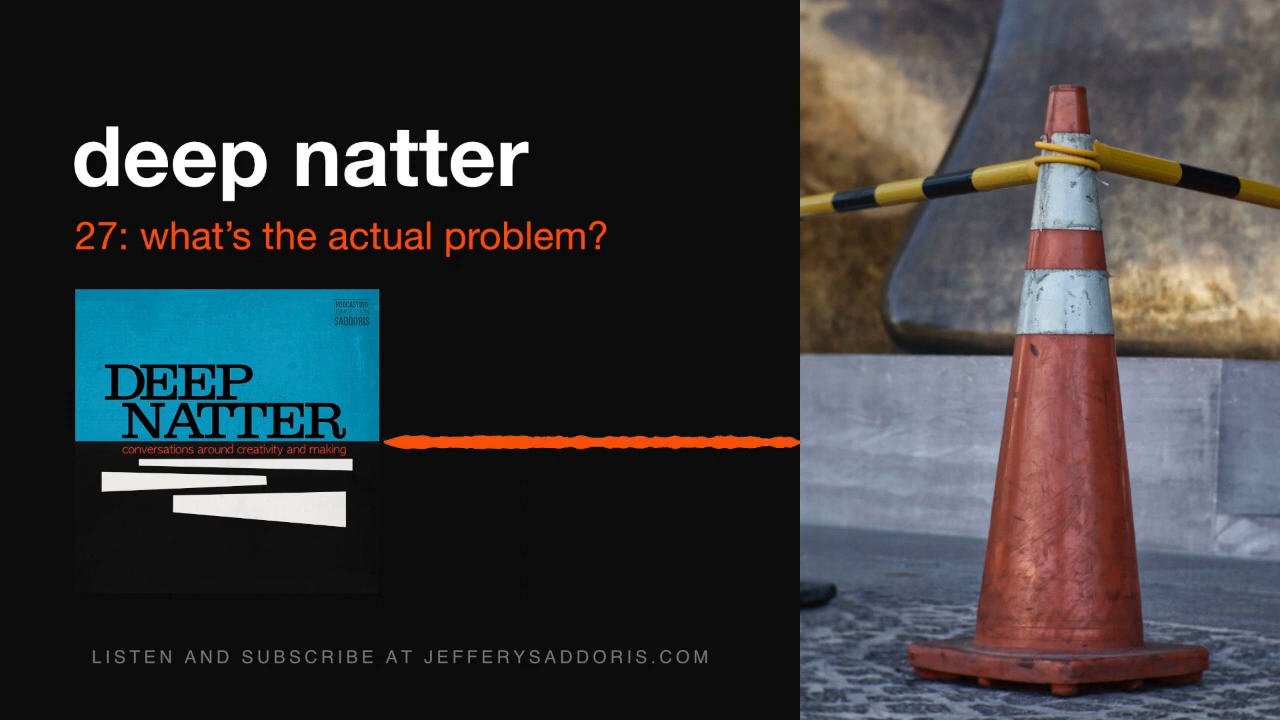 deep natter
27: what's the actual problem?
PODCASTING
SADDORIS
DEEP
NATTER
conversations around creativity and making
LISTEN AND SUBSCRIBE AT JEFFERYSADDORIS.COM